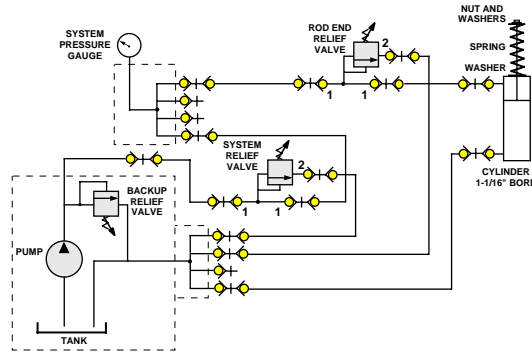 SYSTEM
PRESSURE
GAUGE
ROD END
RELIEF
VALVE
2
NUT AND
WASHERS
SPRING
WASHER
1
1
SYSTEM
RELIEF
VALVE
2
CYLINDER
1-1/16" BORE
BACKUP
RELIEF
VALVE
1
1
PUMP
TANK